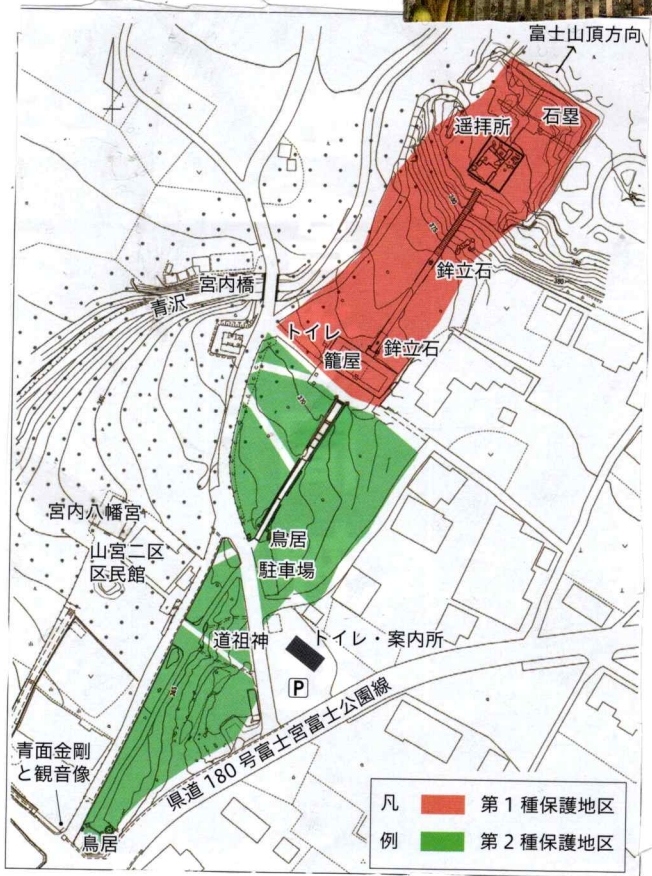 富士山頂方向
石塁
遥拝所
鉾立石
宮内橋
青沢
トイレ
鉾立石
籠屋
宮内八幡宮
山宮二区
区民館
鳥居
駐車場
道祖神
トイレ・案内所
P
県道180号富士宮富士公園線
青面金剛
と観音像
鳥居
凡
第1種保護地区
例
第2種保護地区